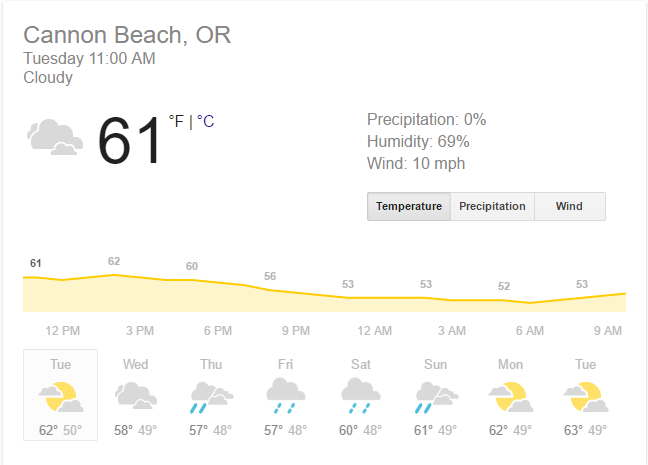 Cannon Beach, OR
Tuesday 11:00 AM
Cloudy
61 °F | °C
Precipitation: 0%
Humidity: 69%
Wind: 10 mph
Temperature Precipitation Wind
61 62 60 56 53 53 52 53
12 PM 3 PM 6 PM 9 PM 12 AM 3 AM 6 AM 9 AM
Tue Wed Thu Fri Sat Sun Mon Tue
62° 50° 58° 49° 57° 48° 57° 48° 60° 48° 61° 49° 62° 49° 63° 49°